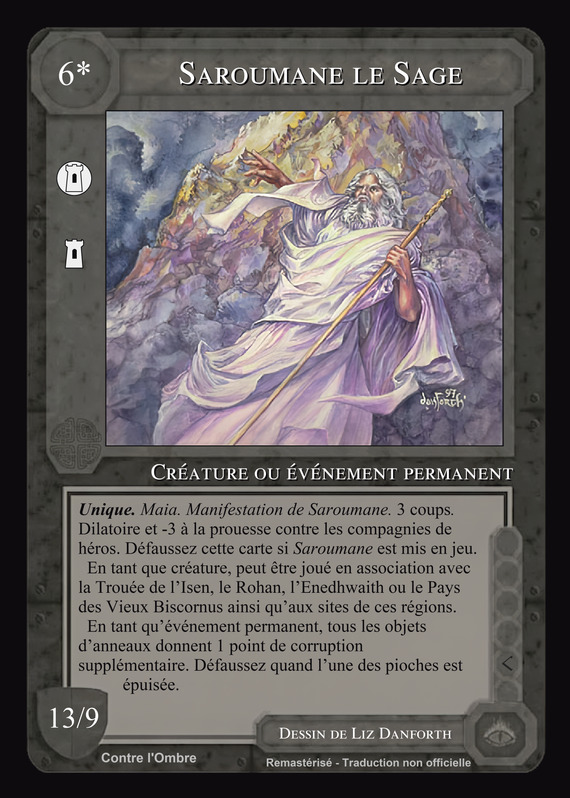 6*
Saroumane le Sage
danforth 97
Créature ou événement permanent
Unique. Maia. Manifestation de Saroumane. 3 coups.
Dilatoire et -3 à la prouesse contre les compagnies de
héros. Défaussez cette carte si Saroumane est mis en jeu.
En tant que créature, peut être joué en association avec
la Trouée de l'Isen, le Rohan, l'Enedhwaith ou le Pays
des Vieux Biscornus ainsi qu'aux sites de ces régions.
En tant qu'événement permanent, tous les objets
d'anneaux donnent 1 point de corruption
supplémentaire. Défaussez quand l'une des pioches est
épuisée.
13/9
Dessin de Liz Danforth
Contre l'Ombre
Remastérisé - Traduction non officielle